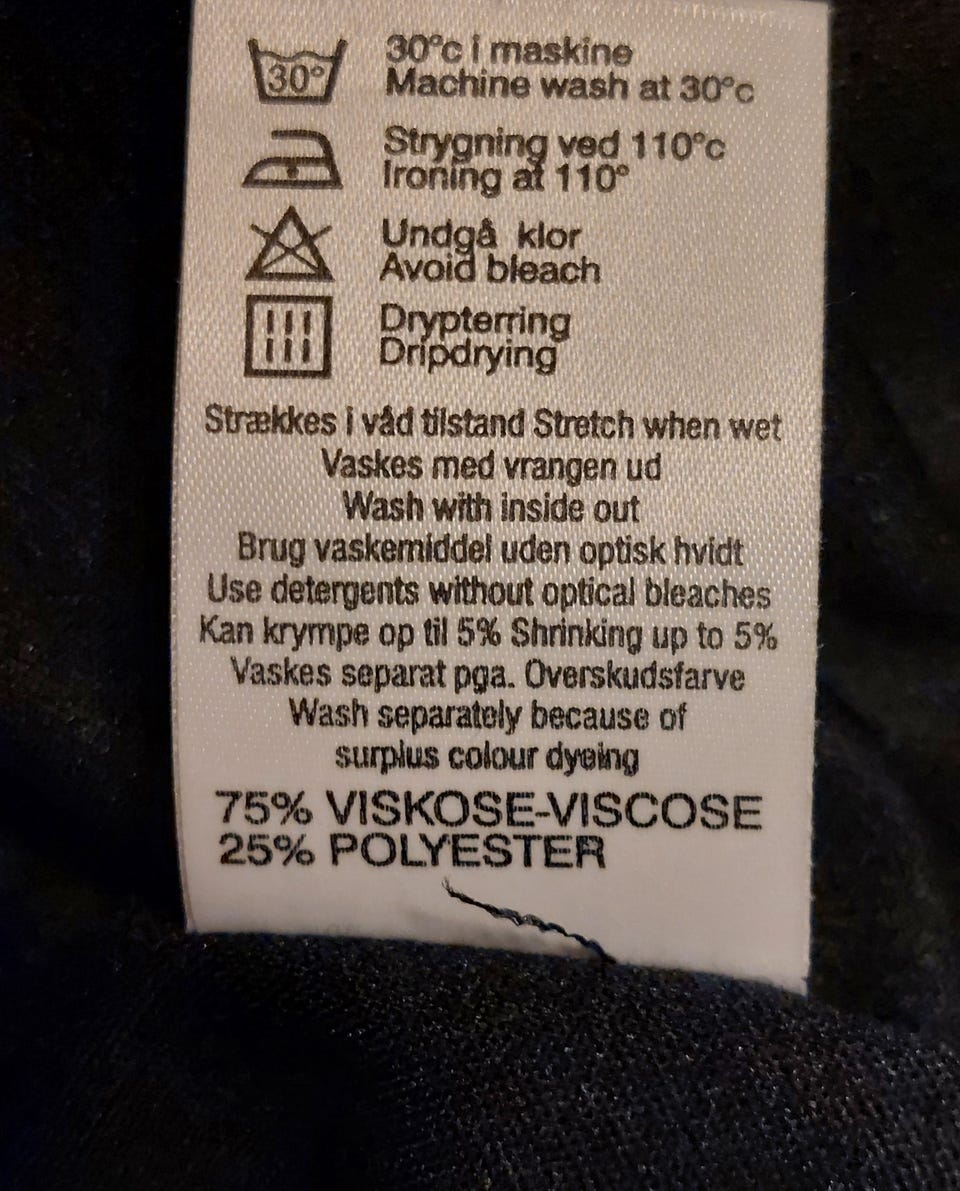 30°
30°c i maskine
Machine wash at 30°c
Strygning ved 110°c
Ironing at 110°
Undgå klor
Avoid bleach
Drypterring
Dripdrying
Strækkes i våd tilstand Stretch when wet
Vaskes med vrangen ud
Wash with inside out
Brug vaskemiddel uden optisk hvidt
Use detergents without optical bleaches
Kan krympe op til 5% Shrinking up to 5%
Vaskes separat pga. Overskudsfarve
Wash separately because of
surplus colour dyeing
75% VISKOSE-VISCOSE
25% POLYESTER